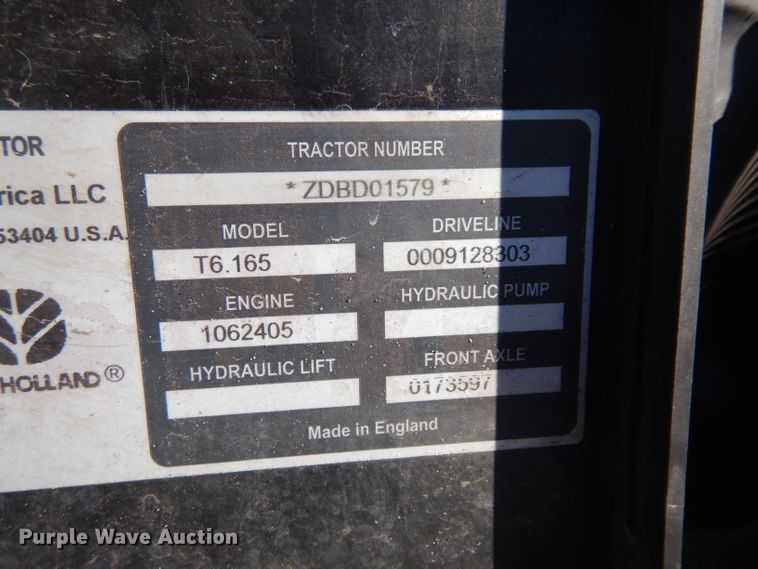 TOR
rica LLC
53404 U.S.A.
HOLLAND®
TRACTOR NUMBER
*ZDBD01579*
MODEL DRIVELINE
T6.165 0009128303
ENGINE HYDRAULIC PUMP
1062405
HYDRAULIC LIFT FRONT AXLE
0173597
Made in England
Purple Wave Auction